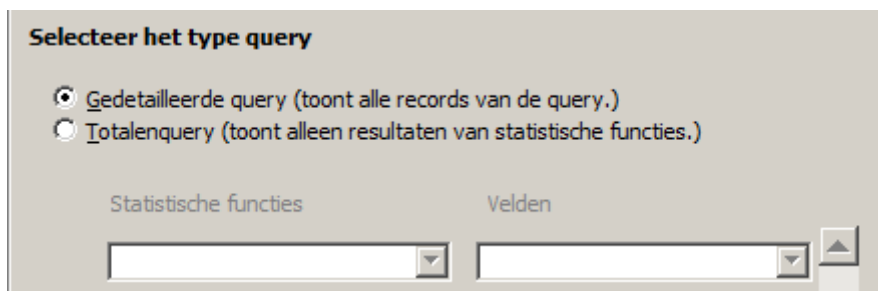 Selecteer het type query
Gedetailleerde query (toont alle records van de query.)
Totalenquery (toont alleen resultaten van statistische functies.)
Statistische functies Velden